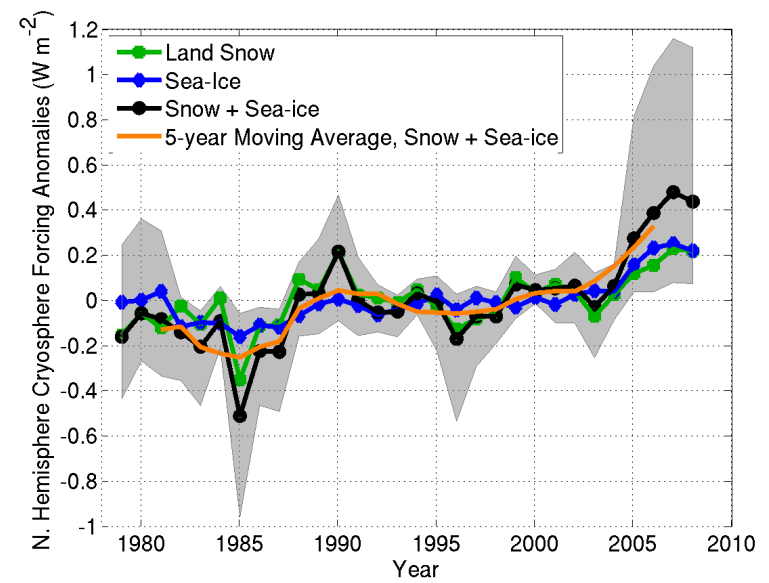 N. Hemisphere Cryosphere Forcing Anomalies (W m⁻²)
1.2
1
0.8
0.6
0.4
0.2
0
-0.2
-0.4
-0.6
-0.8
-1
Land Snow
Sea-Ice
Snow + Sea-ice
5-year Moving Average, Snow + Sea-ice
1980 1985 1990 1995 2000 2005 2010
Year